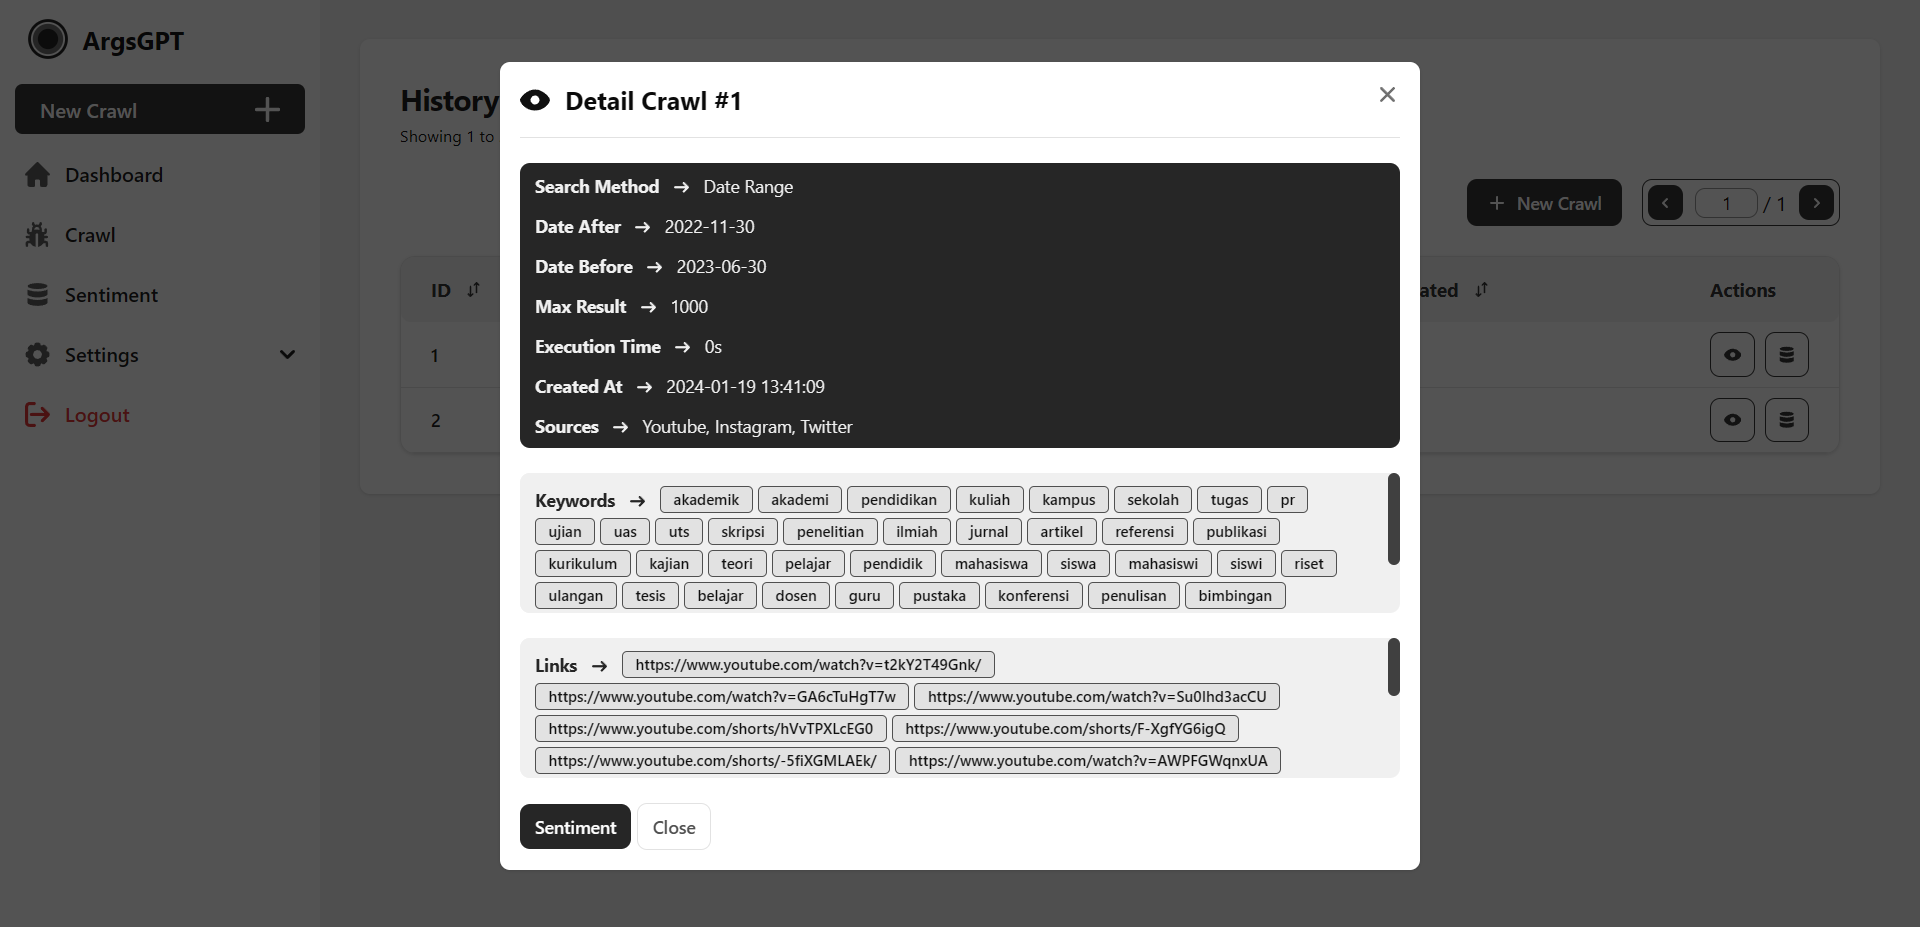 ArgsGPT
New Crawl
Dashboard
Crawl
Sentiment
Settings
Logout
History
Showing 1 to
New Crawl
1 / 1
ID
ated
Actions
1
2
Detail Crawl #1
Search Method → Date Range
Date After → 2022-11-30
Date Before → 2023-06-30
Max Result → 1000
Execution Time → 0s
Created At → 2024-01-19 13:41:09
Sources → Youtube, Instagram, Twitter
Keywords → akademik akademi pendidikan kuliah kampus sekolah tugas pr
ujian uas uts skripsi penelitian ilmiah jurnal artikel referensi publikasi
kurikulum kajian teori pelajar pendidik mahasiswa siswa mahasiswi siswi riset
ulangan tesis belajar dosen guru pustaka konferensi penulisan bimbingan
Links → https://www.youtube.com/watch?v=t2kY2T49Gnk/
https://www.youtube.com/watch?v=GA6cTuHgT7w https://www.youtube.com/watch?v=Su0lhd3acCU
https://www.youtube.com/shorts/hVvTPXLcEG0 https://www.youtube.com/shorts/F-XgfYG6igQ
https://www.youtube.com/shorts/-5fiXGMLAEk/ https://www.youtube.com/watch?v=AWPFGWqnxUA
Sentiment
Close